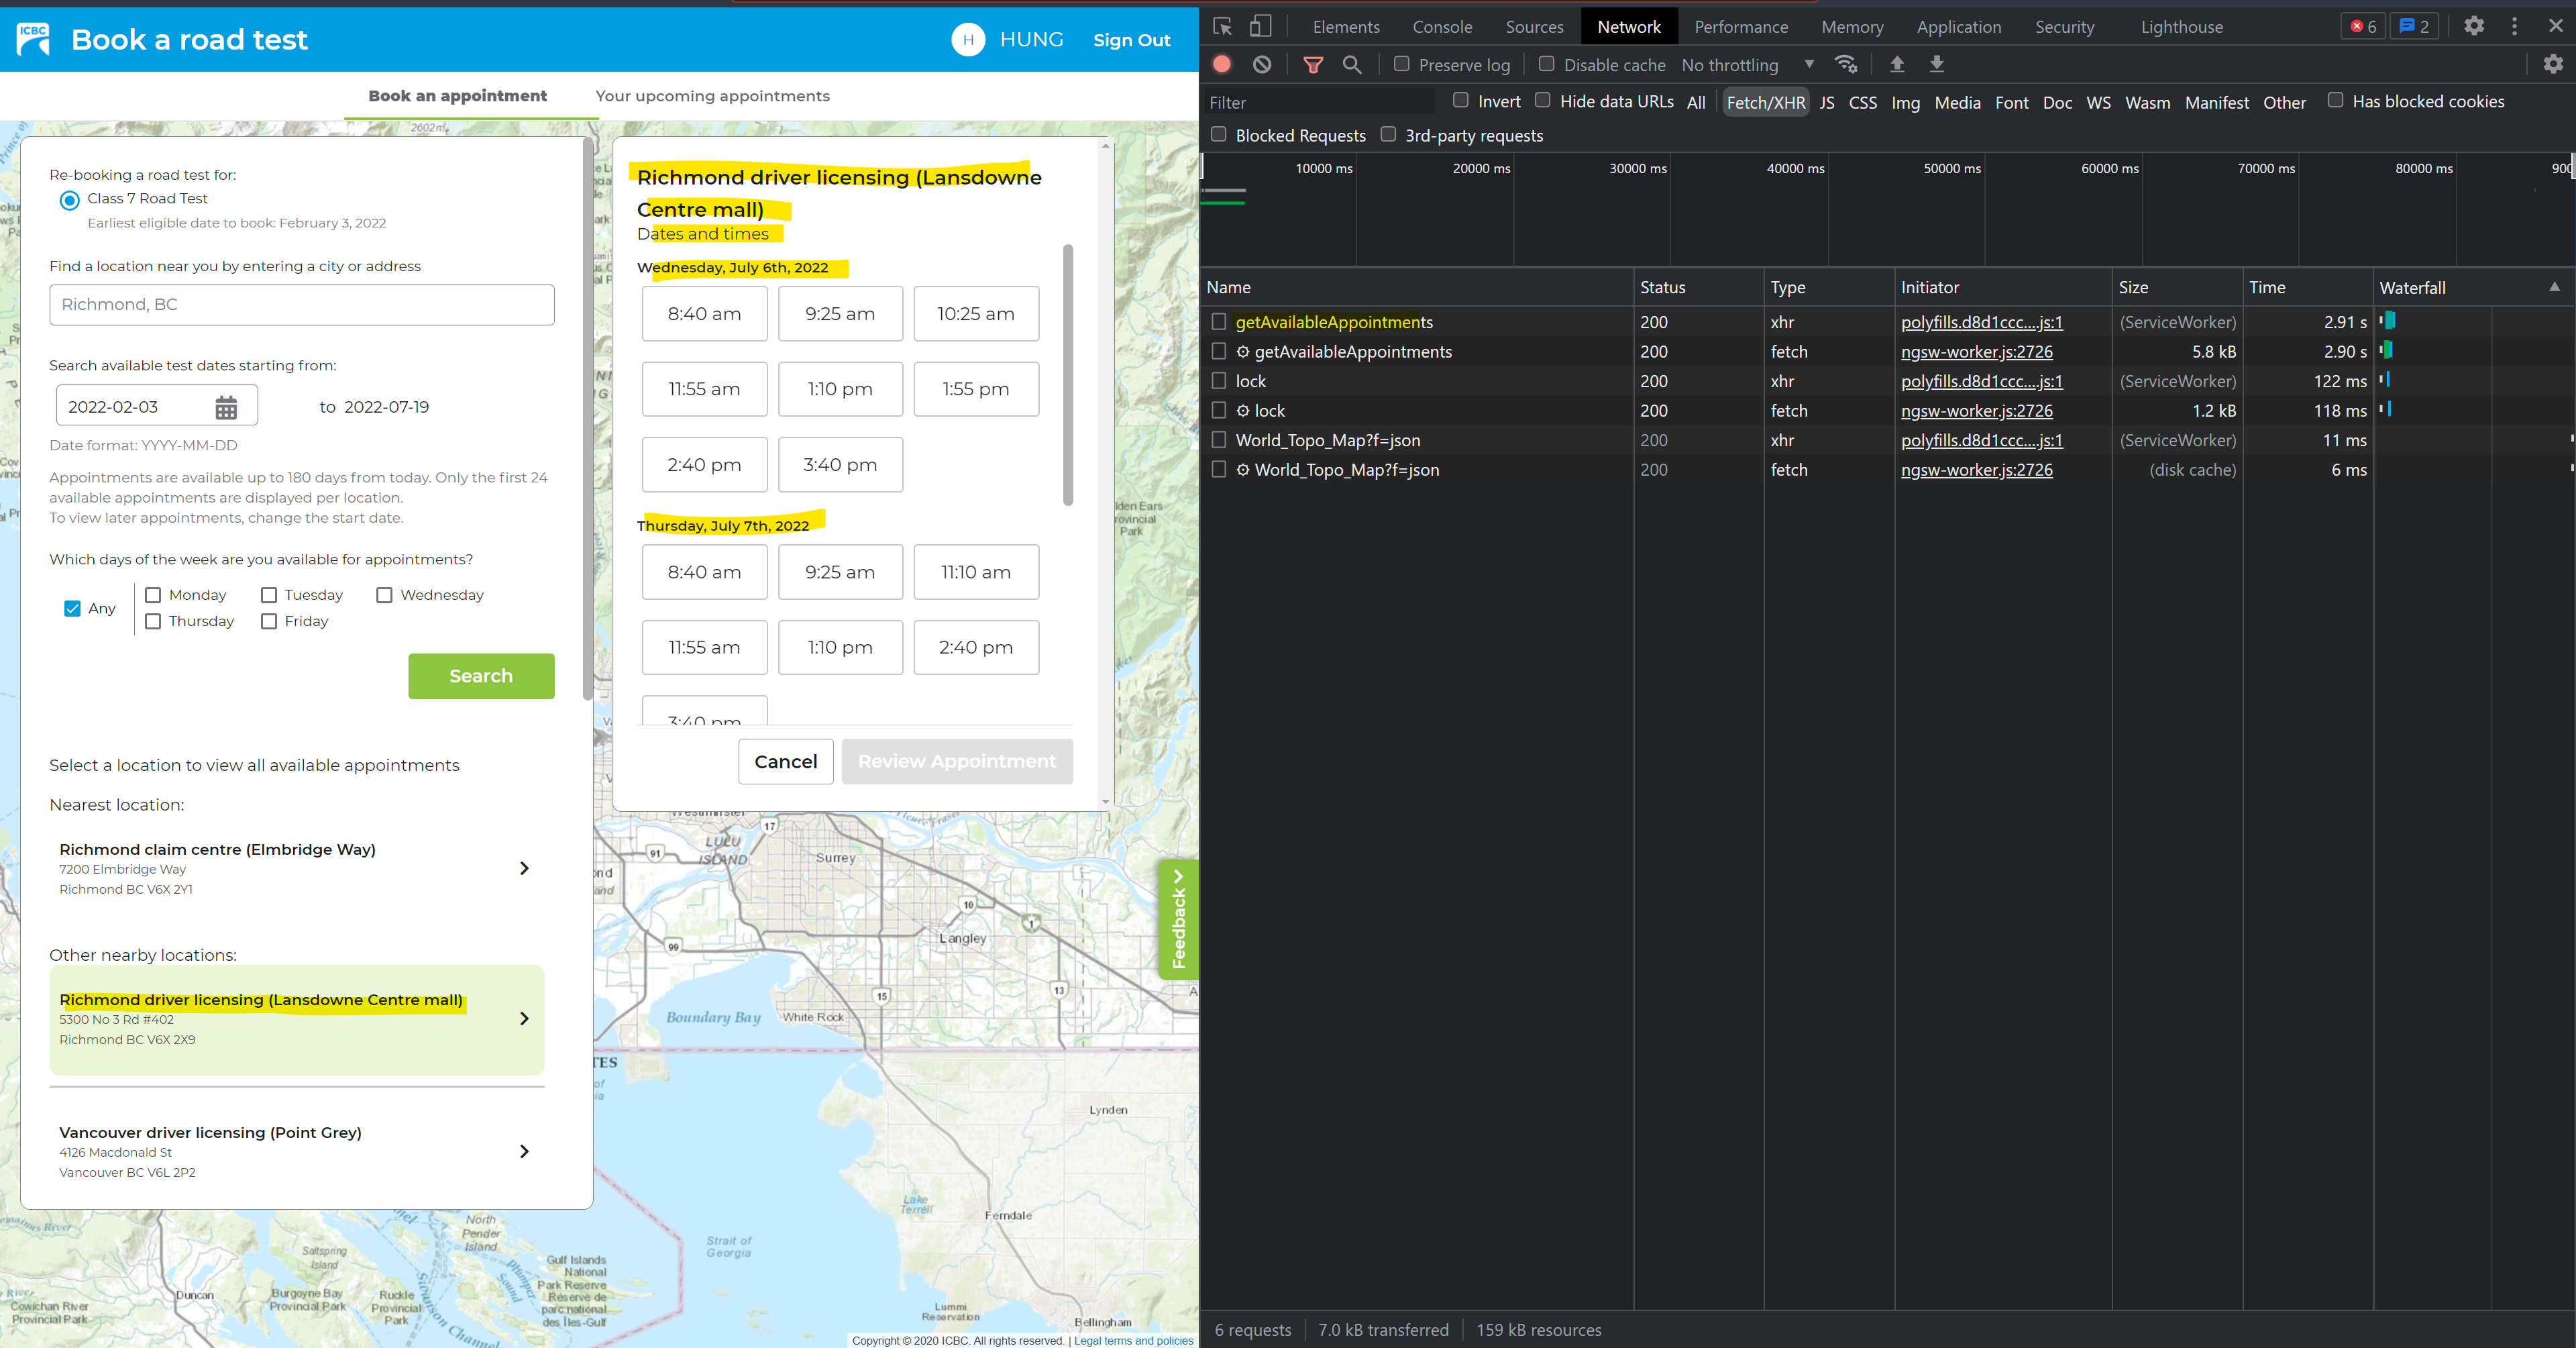 ICBC
Book a road test
H HUNG Sign Out
Book an appointment Your upcoming appointments
2602m
Re-booking a road test for:
Class 7 Road Test
Earliest eligible date to book: February 3, 2022
Find a location near you by entering a city or address
Richmond, BC
Search available test dates starting from:
2022-02-03 to 2022-07-19
Date format: YYYY-MM-DD
Appointments are available up to 180 days from today. Only the first 24
available appointments are displayed per location.
To view later appointments, change the start date.
Which days of the week are you available for appointments?
Any Monday Tuesday Wednesday
Thursday Friday
Search
Select a location to view all available appointments
Nearest location:
Richmond claim centre (Elmbridge Way)
7200 Elmbridge Way
Richmond BC V6X 2Y1
Other nearby locations:
Richmond driver licensing (Lansdowne Centre mall)
5300 No 3 Rd #402
Richmond BC V6X 2X9
Vancouver driver licensing (Point Grey)
4126 Macdonald St
Vancouver BC V6L 2P2
Richmond driver licensing (Lansdowne
Centre mall)
Dates and times
Wednesday, July 6th, 2022
8:40 am 9:25 am 10:25 am
11:55 am 1:10 pm 1:55 pm
2:40 pm 3:40 pm
Thursday, July 7th, 2022
8:40 am 9:25 am 11:10 am
11:55 am 1:10 pm 2:40 pm
3:40 pm
Cancel Review Appointment
Feedback
lden Ears
rovincial
Park
17
LULU
ISLAND
91
Surrey
10
1
Langley
99
15
13
Boundary Bay
White Rock
TES
Lynden
Lake
Terrell
Ferndale
Strait of
Georgia
North
Pender
Island
Saltspring
Island
Gulf Islands
National
Park Reserve
Réserve de
parc national
des Îles-Gulf
Duncan
Burgoyne Bay
Provincial Park
Ruckle
Provincial
Park
Cowichan River
Provincial Park
Swanson Channel
Lummi
Reservation
Bellingham
Copyright © 2020 ICBC. All rights reserved. | Legal terms and policies
Elements Console Sources Network Performance Memory Application Security Lighthouse 6 2
Preserve log Disable cache No throttling
Filter Invert Hide data URLs All Fetch/XHR JS CSS Img Media Font Doc WS Wasm Manifest Other Has blocked cookies
Blocked Requests 3rd-party requests
10000 ms 20000 ms 30000 ms 40000 ms 50000 ms 60000 ms 70000 ms 80000 ms 900
Name Status Type Initiator Size Time Waterfall
getAvailableAppointments 200 xhr polyfills.d8d1ccc....js:1 (ServiceWorker) 2.91 s
getAvailableAppointments 200 fetch ngsw-worker.js:2726 5.8 kB 2.90 s
lock 200 xhr polyfills.d8d1ccc....js:1 (ServiceWorker) 122 ms
lock 200 fetch ngsw-worker.js:2726 1.2 kB 118 ms
World_Topo_Map?f=json 200 xhr polyfills.d8d1ccc....js:1 (ServiceWorker) 11 ms
World_Topo_Map?f=json 200 fetch ngsw-worker.js:2726 (disk cache) 6 ms
6 requests 7.0 kB transferred 159 kB resources